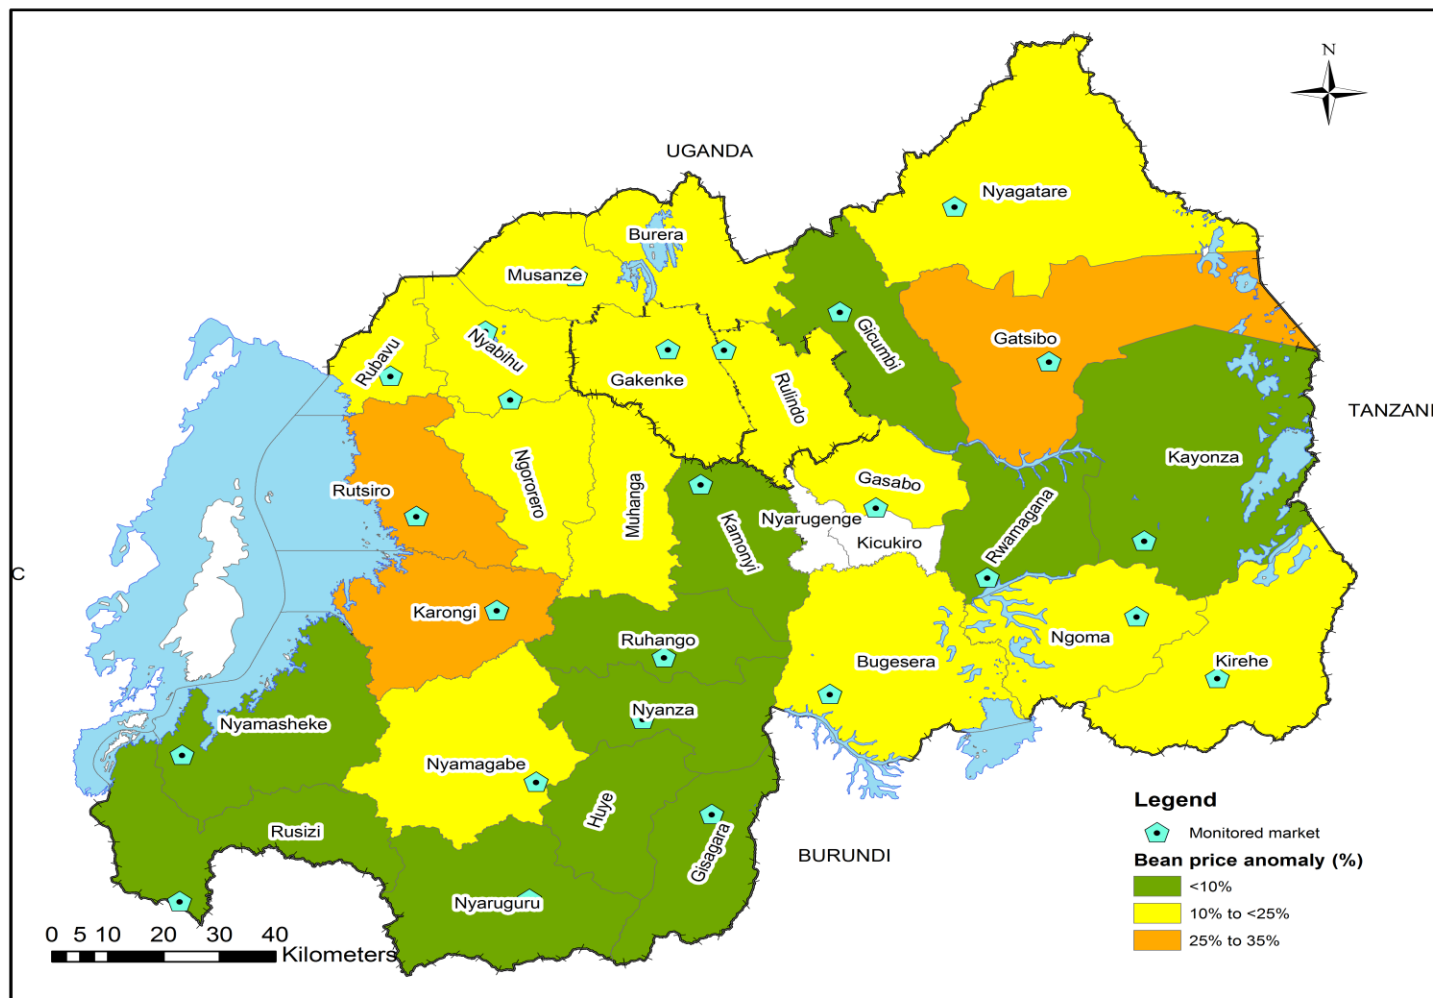 N
UGANDA
Nyagatare
Burera
Musanze
Gicumbi
Gatsibo
Nyabihu
Rubavu
Gakenke
Rulindo
TANZANI
Kayonza
Ngororero
Muhanga
Gasabo
Rutsiro
Kamonyi
Nyarugenge
Rwamagana
Kicukiro
C
Karongi
Ruhango
Ngoma
Bugesera
Kirehe
Nyanza
Nyamasheke
Nyamagabe
Huye
Rusizi
Gisagara
BURUNDI
Nyaruguru
Legend
Monitored market
Bean price anomaly (%)
<10%
10% to <25%
25% to 35%
0 5 10 20 30 40
Kilometers